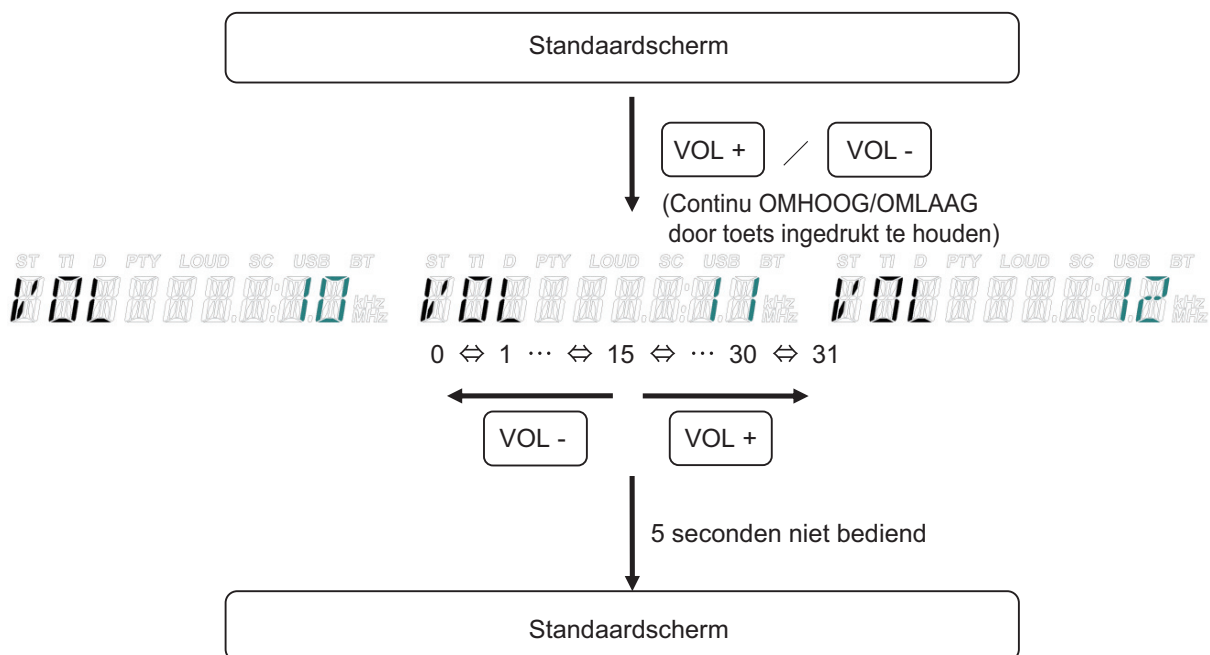 Standaardscherm
VOL +
／
VOL -
(Continu OMHOOG/OMLAAG
door toets ingedrukt te houden)
ST TI D PTY LOUD SC USB BT
VOL 10 kHz MHz
ST TI D PTY LOUD SC USB BT
VOL 11 kHz MHz
ST TI D PTY LOUD SC USB BT
VOL 12 kHz MHz
0 ⇔ 1 ··· ⇔ 15 ⇔ ··· 30 ⇔ 31
VOL -
VOL +
5 seconden niet bediend
Standaardscherm